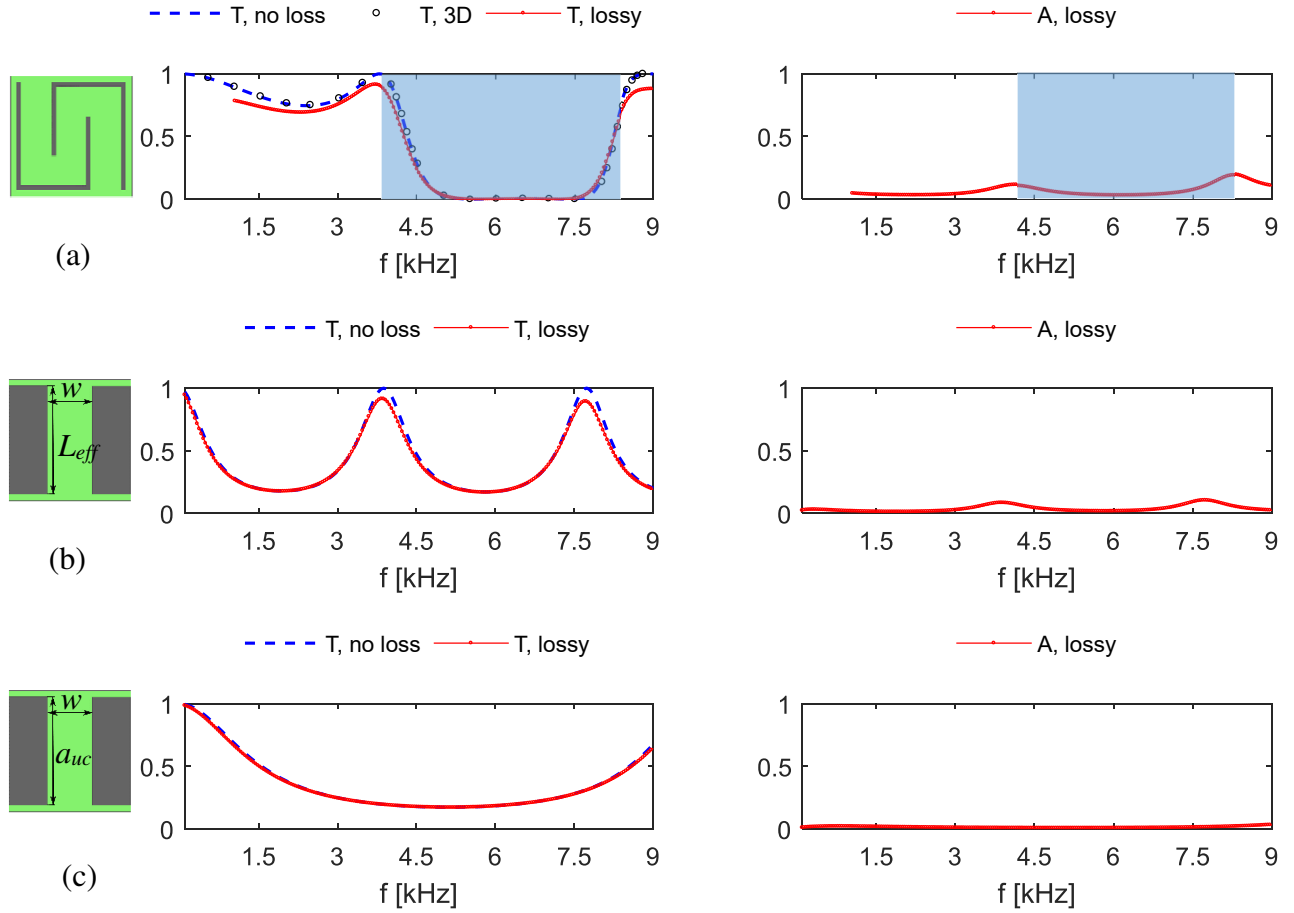 T, no loss T, 3D T, lossy A, lossy
1 1
0.5 0.5
0 0
1.5 3 4.5 6 7.5 9 1.5 3 4.5 6 7.5 9
f [kHz] f [kHz]
(a)
T, no loss T, lossy A, lossy
w 1 1
L_eff 0.5 0.5
0 0
1.5 3 4.5 6 7.5 9 1.5 3 4.5 6 7.5 9
(b) f [kHz] f [kHz]
T, no loss T, lossy A, lossy
w 1 1
a_uc 0.5 0.5
0 0
1.5 3 4.5 6 7.5 9 1.5 3 4.5 6 7.5 9
(c) f [kHz] f [kHz]